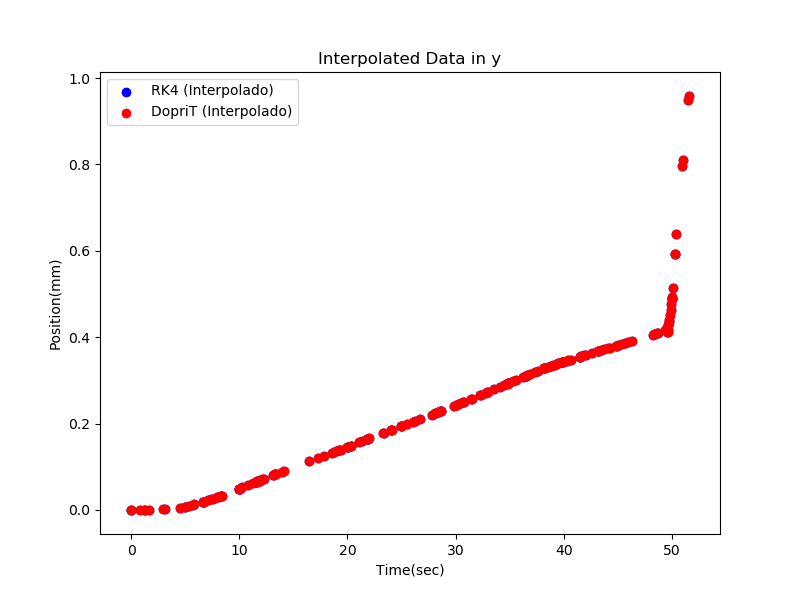 Interpolated Data in y
RK4 (Interpolado)
DopriT (Interpolado)
1.0
0.8
0.6
0.4
0.2
0.0
Position(mm)
0 10 20 30 40 50
Time(sec)